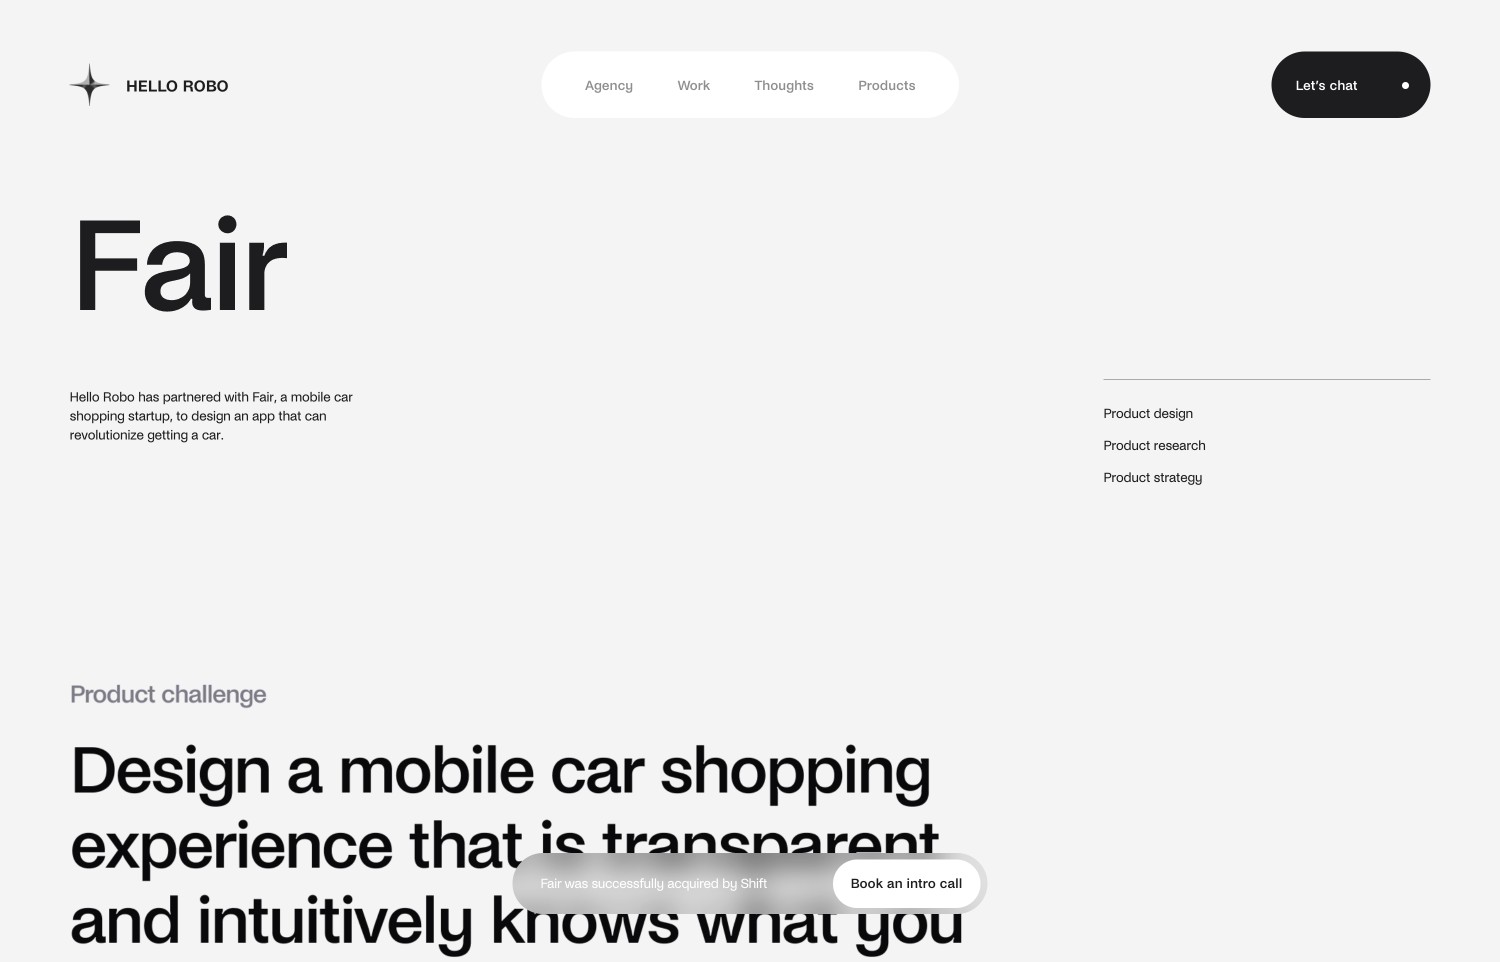 HELLO ROBO
Agency
Work
Thoughts
Products
Let's chat
Fair
Hello Robo has partnered with Fair, a mobile car
shopping startup, to design an app that can
revolutionize getting a car.
Product design
Product research
Product strategy
Product challenge
Design a mobile car shopping
experience that is transparent
and intuitively knows what you
Fair was successfully acquired by Shift
Book an intro call